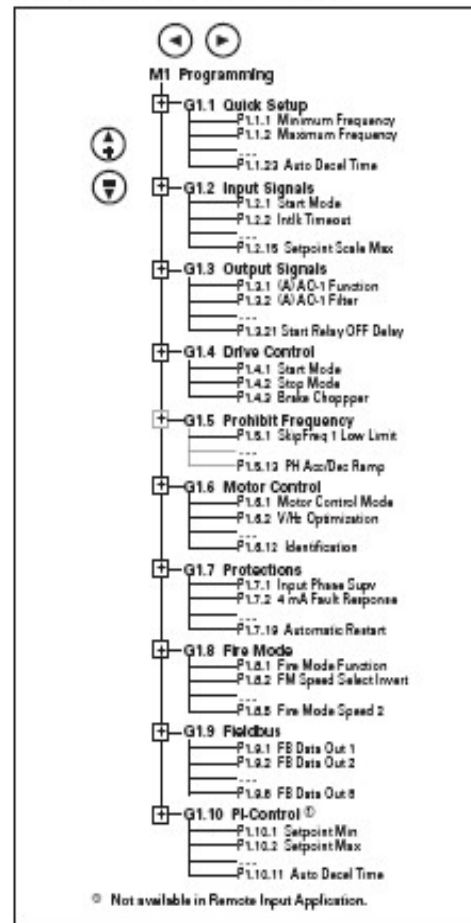 M1 Programming
G1.1 Quick Setup
P1.1.1 Minimum Frequency
P1.1.2 Maximum Frequency
...
P1.1.23 Auto Decel Time
G1.2 Input Signals
P1.2.1 Start Mode
P1.2.2 Intlk Timeout
...
P1.2.15 Setpoint Scale Max
G1.3 Output Signals
P1.3.1 (A) AO-1 Function
P1.3.2 (A) AO-1 Filter
...
P1.3.21 Start Relay OFF Delay
G1.4 Drive Control
P1.4.1 Start Mode
P1.4.2 Stop Mode
P1.4.3 Brake Choppper
G1.5 Prohibit Frequency
P1.5.1 SkipFreq 1 Low Limit
...
P1.5.13 PH Acc/Dec Ramp
G1.6 Motor Control
P1.6.1 Motor Control Mode
P1.6.2 V/Hz Optimization
...
P1.6.12 Identification
G1.7 Protections
P1.7.1 Input Phase Supv
P1.7.2 4 mA Fault Response
...
P1.7.19 Automatic Restart
G1.8 Fire Mode
P1.8.1 Fire Mode Function
P1.8.2 FM Speed Select Invert
...
P1.8.5 Fire Mode Speed 2
G1.9 Fieldbus
P1.9.1 FB Data Out 1
P1.9.2 FB Data Out 2
...
P1.9.8 FB Data Out 8
G1.10 PI-Control ①
P1.10.1 Setpoint Min
P1.10.2 Setpoint Max
...
P1.10.11 Auto Decel Time
① Not available in Remote Input Application.